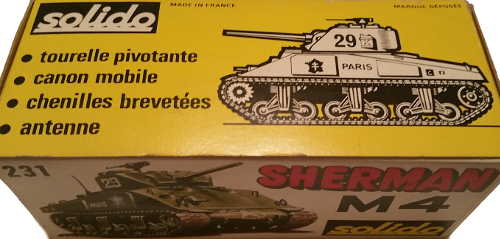 solido
MADE IN FRANCE
MARQUE DÉPOSÉE
• tourelle pivotante
• canon mobile
• chenilles brevetées
• antenne
29
PARIS
231
SHERMAN
M4
solido